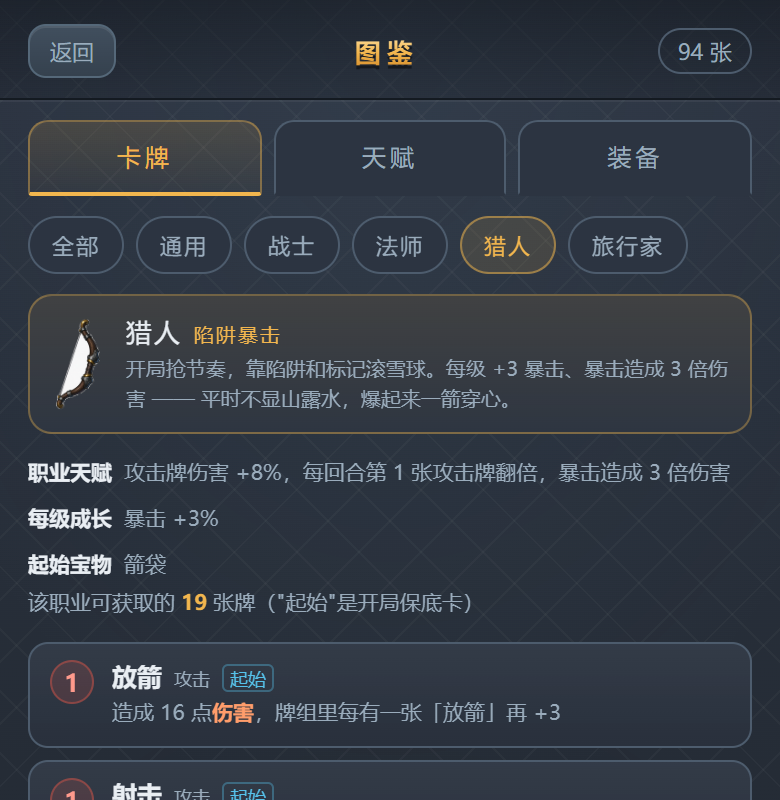 返回
图鉴
94 张
卡牌
天赋
装备
全部
通用
战士
法师
猎人
旅行家
猎人 陷阱暴击
开局抢节奏，靠陷阱和标记滚雪球。每级 +3 暴击、暴击造成 3 倍伤
害 —— 平时不显山露水，爆起来一箭穿心。
职业天赋 攻击牌伤害 +8%，每回合第 1 张攻击牌翻倍，暴击造成 3 倍伤害
每级成长 暴击 +3%
起始宝物 箭袋
该职业可获取的 19 张牌（"起始"是开局保底卡）
1 放箭 攻击 起始
造成 16 点伤害，牌组里每有一张「放箭」再 +3
1 射击 攻击 起始